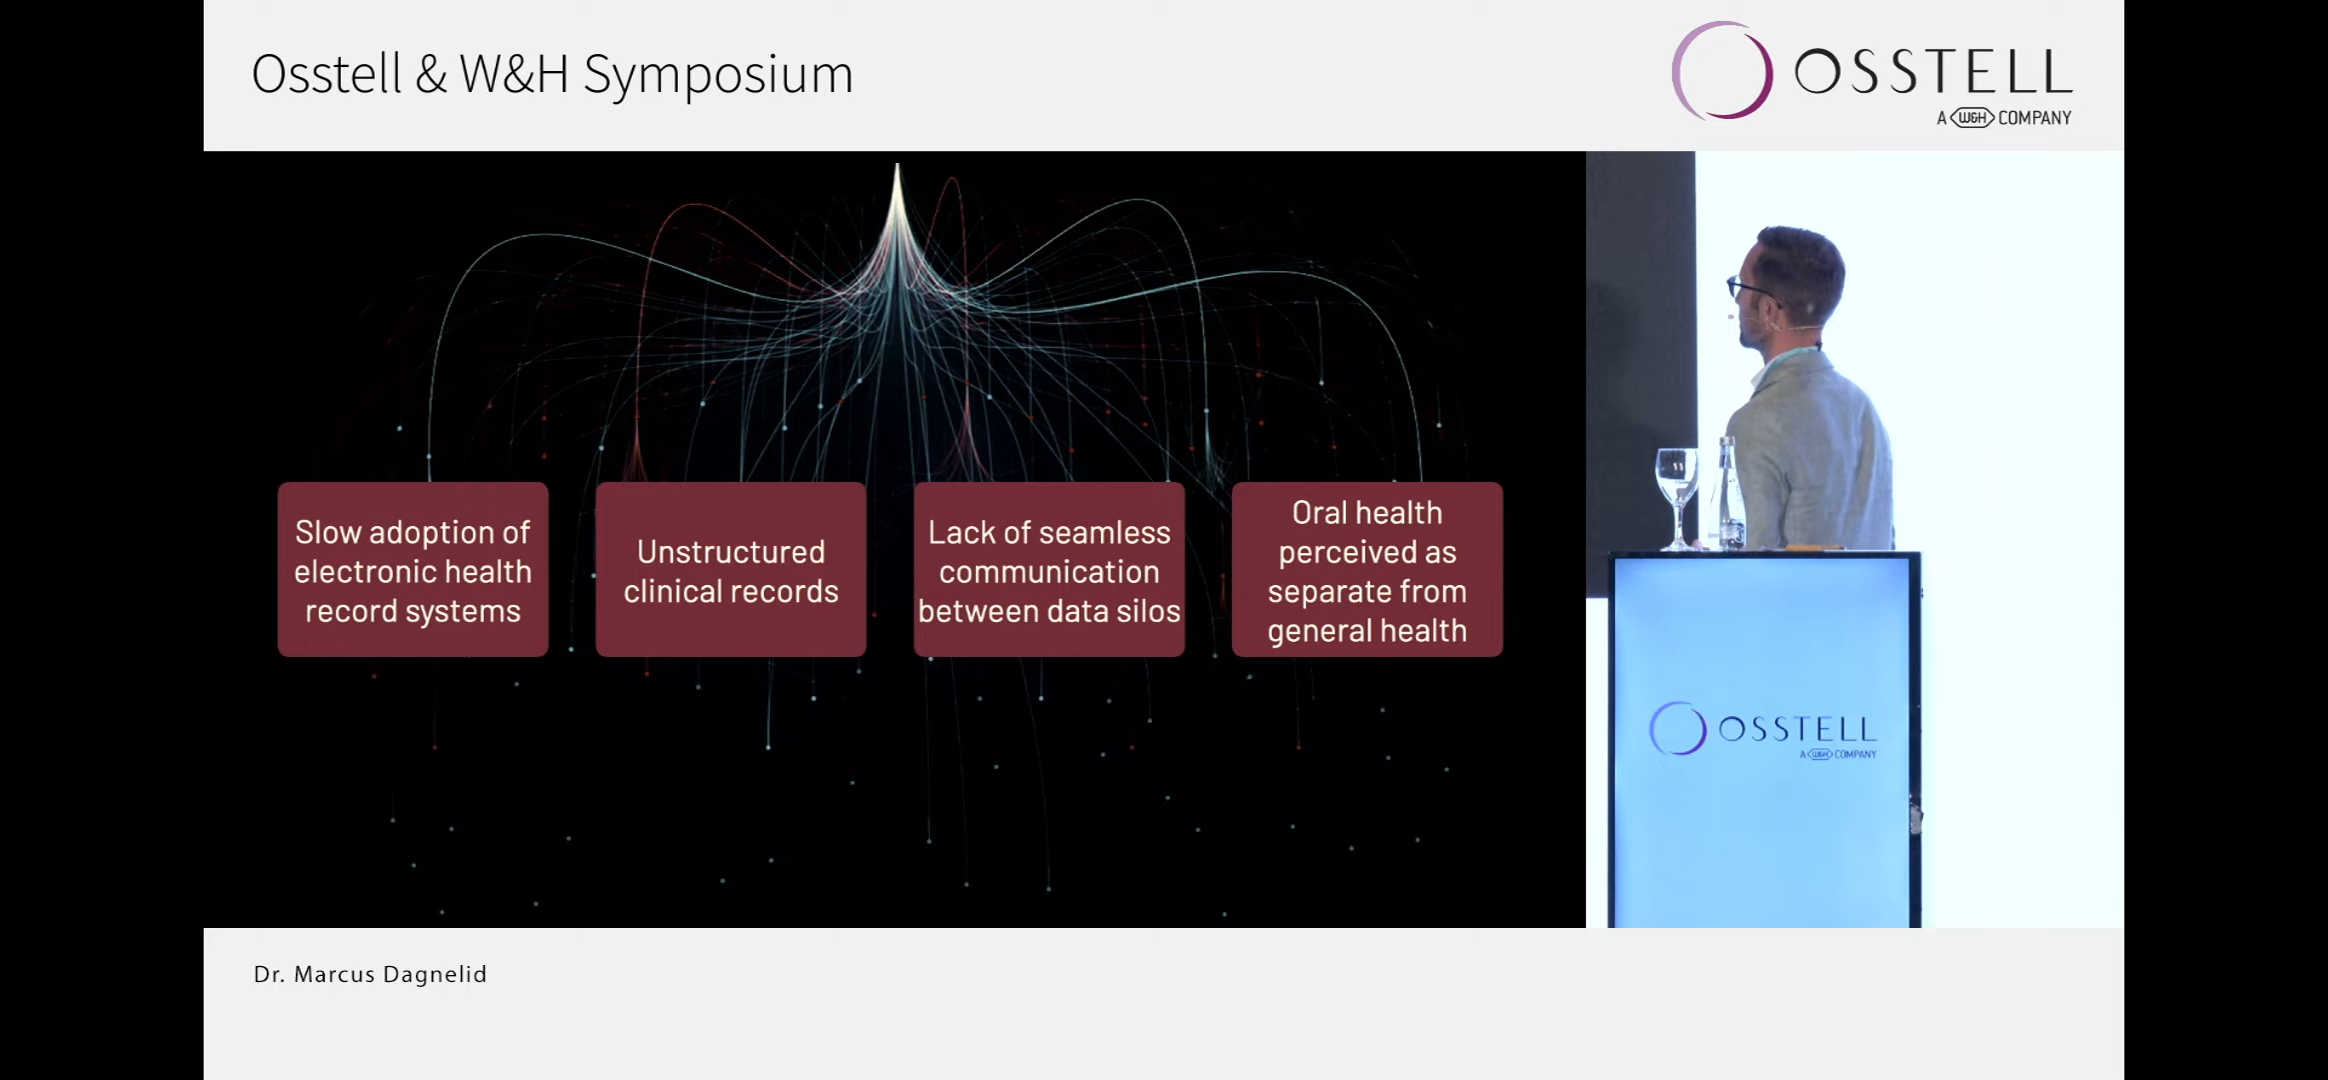 Osstell & W&H Symposium
OSSTELL
A W&H COMPANY
Slow adoption of
electronic health
record systems
Unstructured
clinical records
Lack of seamless
communication
between data silos
Oral health
perceived as
separate from
general health
OSSTELL
A W&H COMPANY
Dr. Marcus Dagnelid